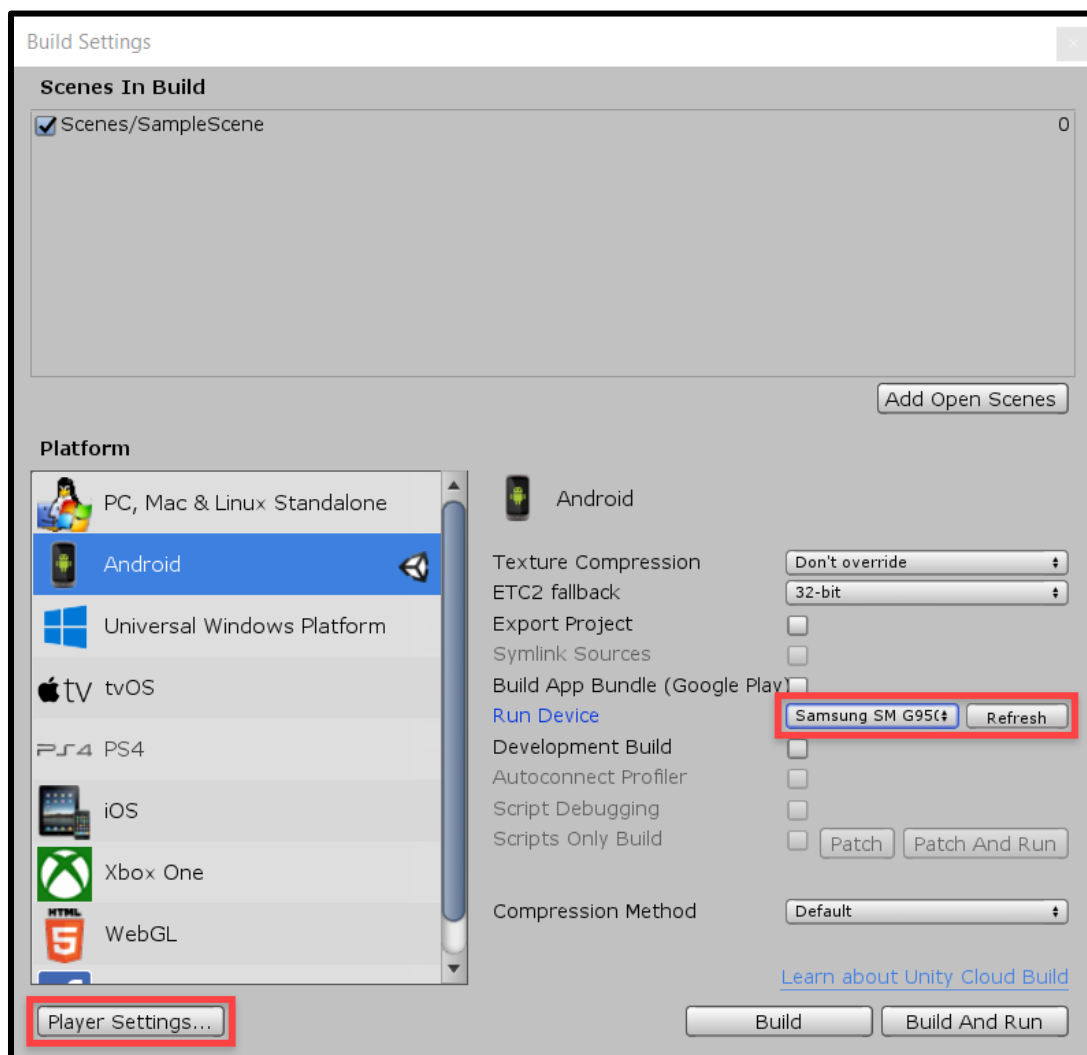 Build Settings
Scenes In Build
Scenes/SampleScene 0
Add Open Scenes
Platform
PC, Mac & Linux Standalone
Android
Universal Windows Platform
tv tvOS
PS4 PS4
iOS
Xbox One
HTML 5 WebGL
Android
Texture Compression Don't override
ETC2 fallback 32-bit
Export Project
Symlink Sources
Build App Bundle (Google Play)
Run Device Samsung SM G950 Refresh
Development Build
Autoconnect Profiler
Script Debugging
Scripts Only Build Patch Patch And Run
Compression Method Default
Learn about Unity Cloud Build
Player Settings... Build Build And Run